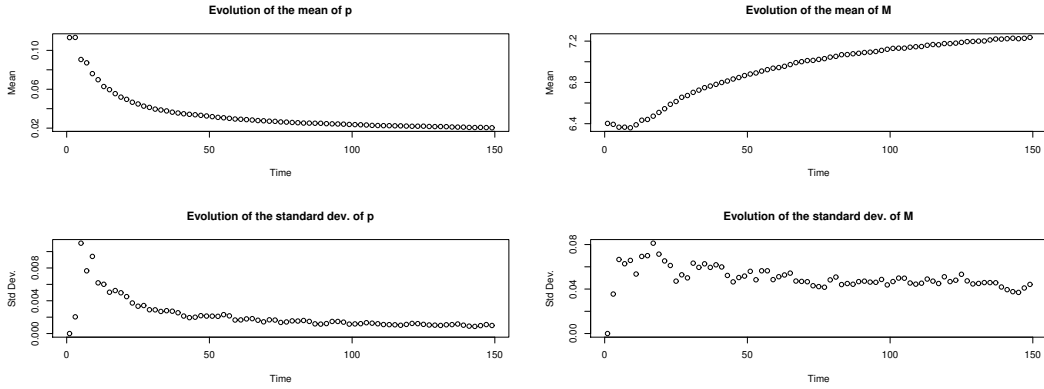 Evolution of the mean of p
Mean
0.02
0.06
0.10
0
50
100
150
Time
Evolution of the mean of M
Mean
6.4
6.8
7.2
0
50
100
150
Time
Evolution of the standard dev. of p
Std Dev.
0.000
0.004
0.008
0
50
100
150
Time
Evolution of the standard dev. of M
Std Dev.
0.00
0.04
0.08
0
50
100
150
Time